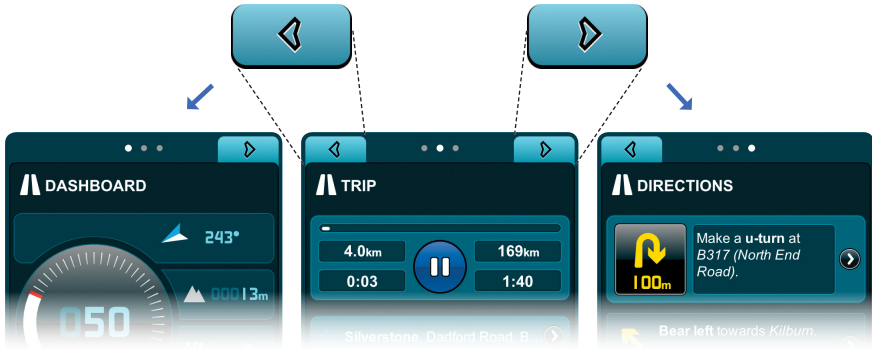 DASHBOARD
243°
00013m
050
TRIP
4.0km
169km
0:03
1:40
Silverstone, Dadford Road, B...
DIRECTIONS
Make a u-turn at
B317 (North End
Road).
100m
Bear left towards Kilburn.